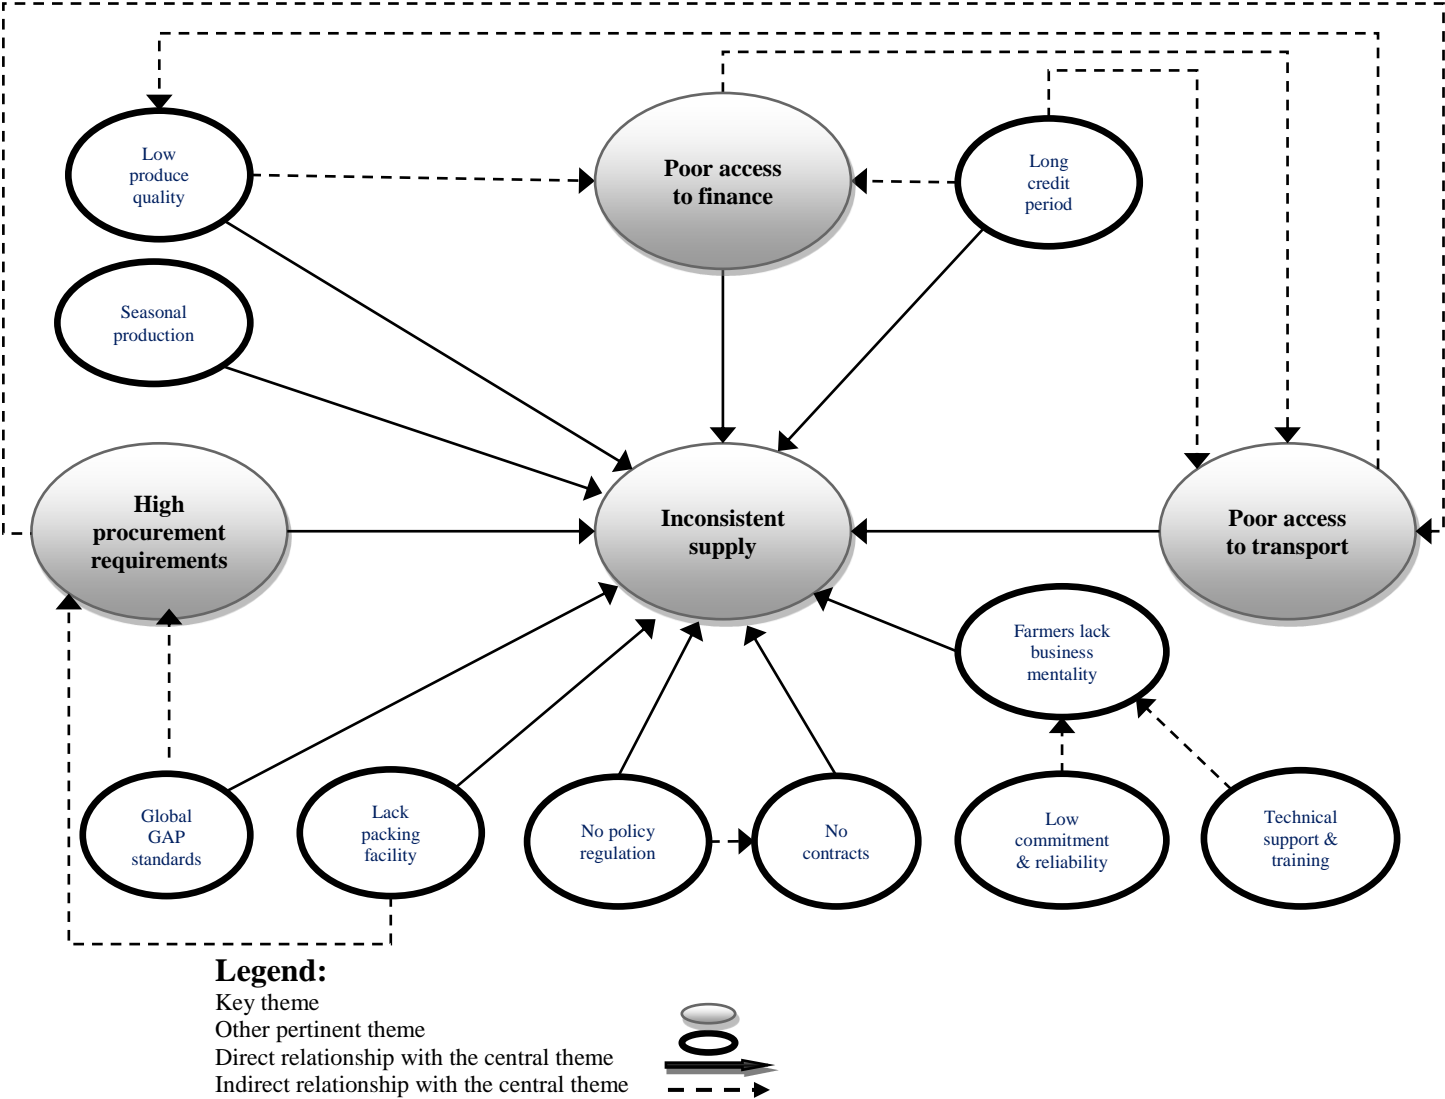 Low
produce
quality
Poor access
to finance
Long
credit
period
Seasonal
production
High
procurement
requirements
Inconsistent
supply
Poor access
to transport
Farmers lack
business
mentality
Global
GAP
standards
Lack
packing
facility
No policy
regulation
No
contracts
Low
commitment
& reliability
Technical
support &
training
Legend:
Key theme
Other pertinent theme
Direct relationship with the central theme
Indirect relationship with the central theme